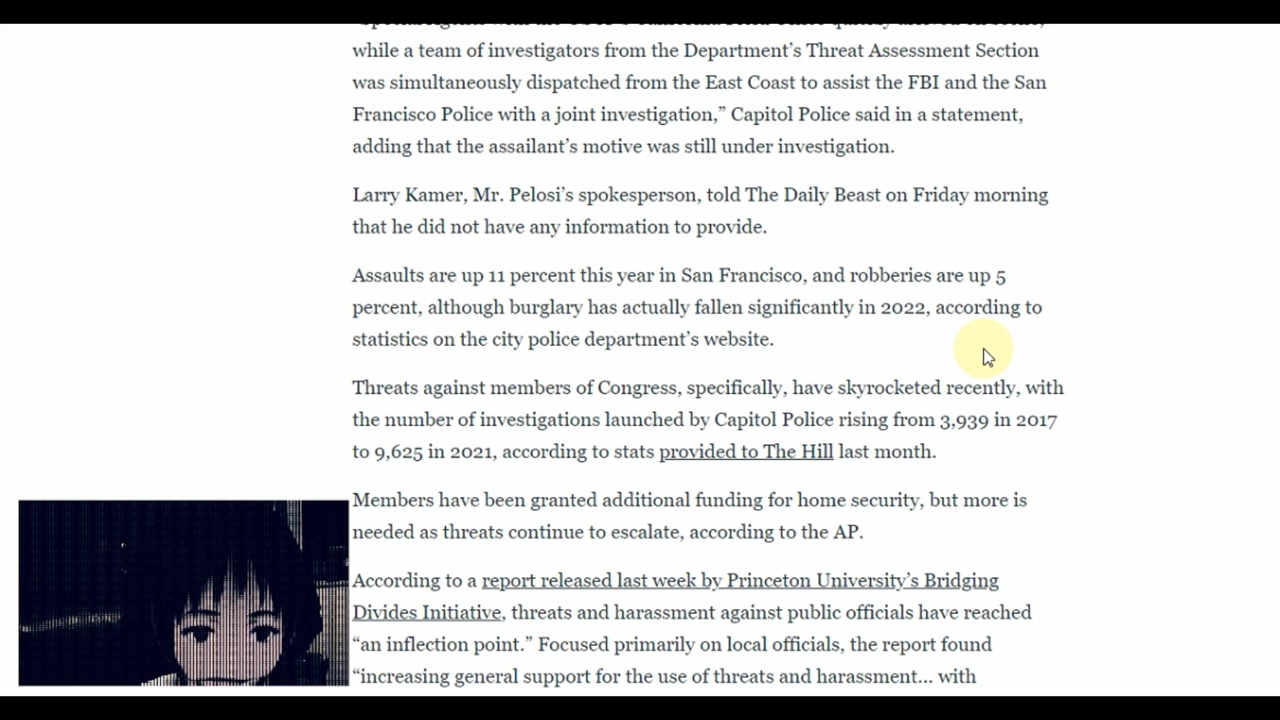 while a team of investigators from the Department’s Threat Assessment Section
was simultaneously dispatched from the East Coast to assist the FBI and the San
Francisco Police with a joint investigation,” Capitol Police said in a statement,
adding that the assailant’s motive was still under investigation.
Larry Kamer, Mr. Pelosi’s spokesperson, told The Daily Beast on Friday morning
that he did not have any information to provide.
Assaults are up 11 percent this year in San Francisco, and robberies are up 5
percent, although burglary has actually fallen significantly in 2022, according to
statistics on the city police department’s website.
Threats against members of Congress, specifically, have skyrocketed recently, with
the number of investigations launched by Capitol Police rising from 3,939 in 2017
to 9,625 in 2021, according to stats provided to The Hill last month.
Members have been granted additional funding for home security, but more is
needed as threats continue to escalate, according to the AP.
According to a report released last week by Princeton University’s Bridging
Divides Initiative, threats and harassment against public officials have reached
“an inflection point.” Focused primarily on local officials, the report found
“increasing general support for the use of threats and harassment... with